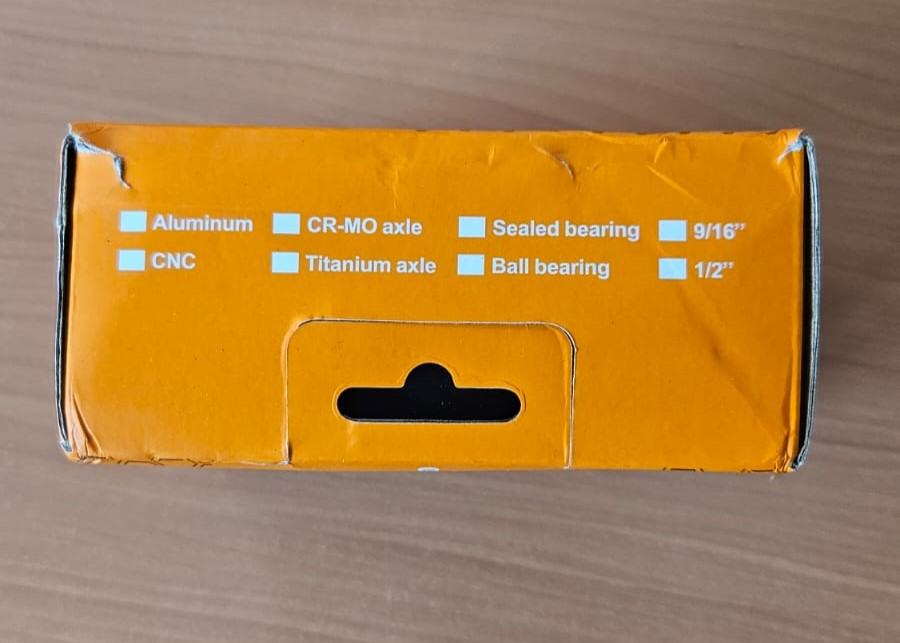 Aluminum CR-MO axle Sealed bearing 9/16”
CNC Titanium axle Ball bearing 1/2”